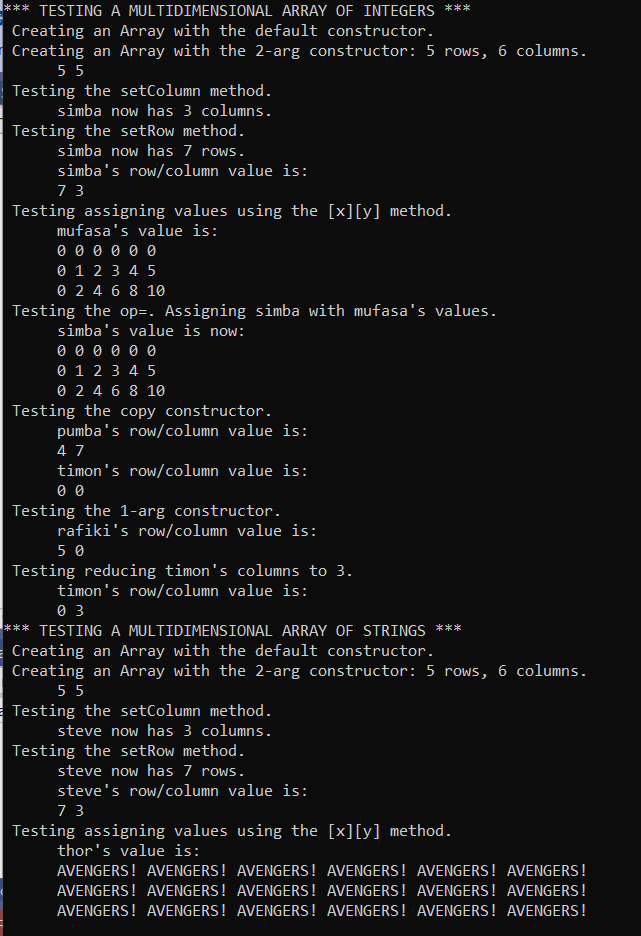 *** TESTING A MULTIDIMENSIONAL ARRAY OF INTEGERS ***
Creating an Array with the default constructor.
Creating an Array with the 2-arg constructor: 5 rows, 6 columns.
5 5
Testing the setColumn method.
simba now has 3 columns.
Testing the setRow method.
simba now has 7 rows.
simba's row/column value is:
7 3
Testing assigning values using the [x][y] method.
mufasa's value is:
0 0 0 0 0 0
0 1 2 3 4 5
0 2 4 6 8 10
Testing the op=. Assigning simba with mufasa's values.
simba's value is now:
0 0 0 0 0 0
0 1 2 3 4 5
0 2 4 6 8 10
Testing the copy constructor.
pumba's row/column value is:
4 7
timon's row/column value is:
0 0
Testing the 1-arg constructor.
rafiki's row/column value is:
5 0
Testing reducing timon's columns to 3.
timon's row/column value is:
0 3
*** TESTING A MULTIDIMENSIONAL ARRAY OF STRINGS ***
Creating an Array with the default constructor.
Creating an Array with the 2-arg constructor: 5 rows, 6 columns.
5 5
Testing the setColumn method.
steve now has 3 columns.
Testing the setRow method.
steve now has 7 rows.
steve's row/column value is:
7 3
Testing assigning values using the [x][y] method.
thor's value is:
AVENGERS! AVENGERS! AVENGERS! AVENGERS! AVENGERS! AVENGERS!
AVENGERS! AVENGERS! AVENGERS! AVENGERS! AVENGERS! AVENGERS!
AVENGERS! AVENGERS! AVENGERS! AVENGERS! AVENGERS! AVENGERS!